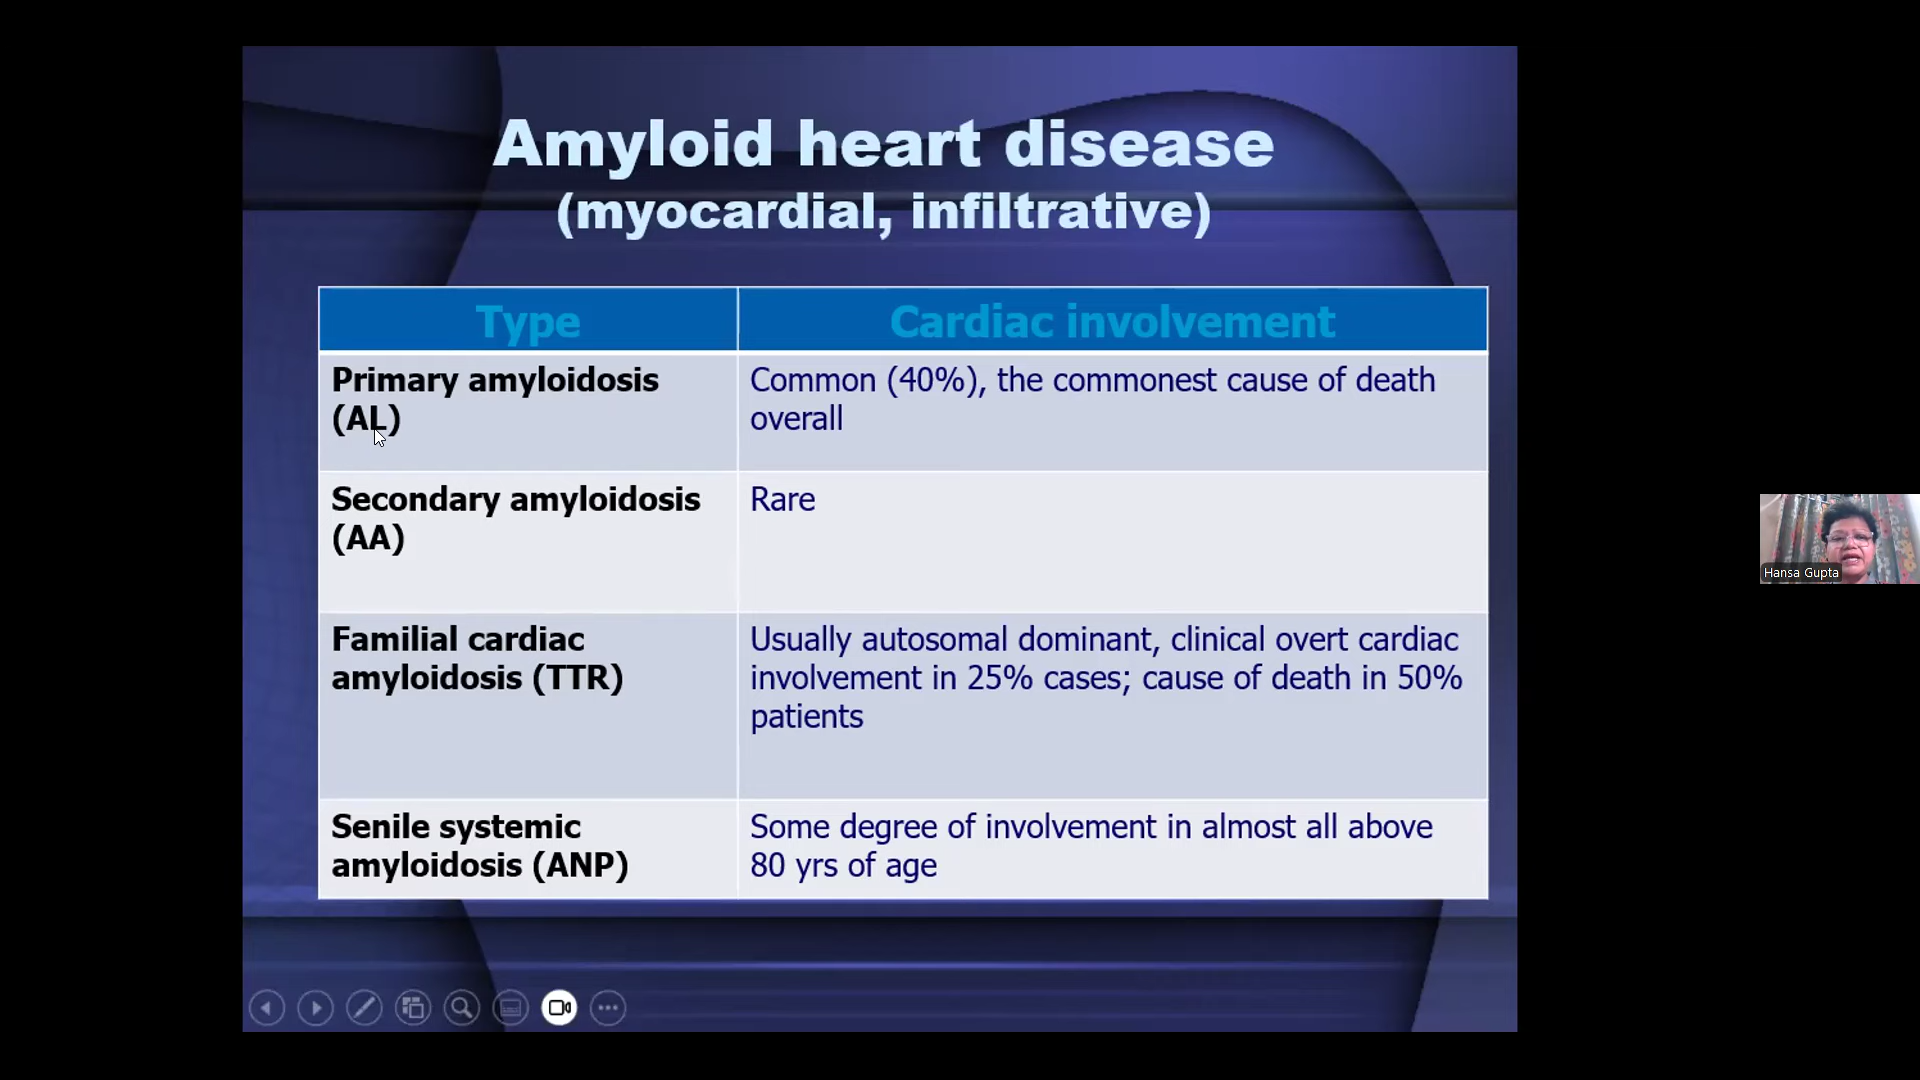 Amyloid heart disease
(myocardial, infiltrative)
Type
Cardiac involvement
Primary amyloidosis
(AL)
Common (40%), the commonest cause of death
overall
Secondary amyloidosis
(AA)
Rare
Familial cardiac
amyloidosis (TTR)
Usually autosomal dominant, clinical overt cardiac
involvement in 25% cases; cause of death in 50%
patients
Senile systemic
amyloidosis (ANP)
Some degree of involvement in almost all above
80 yrs of age
Hansa Gupta